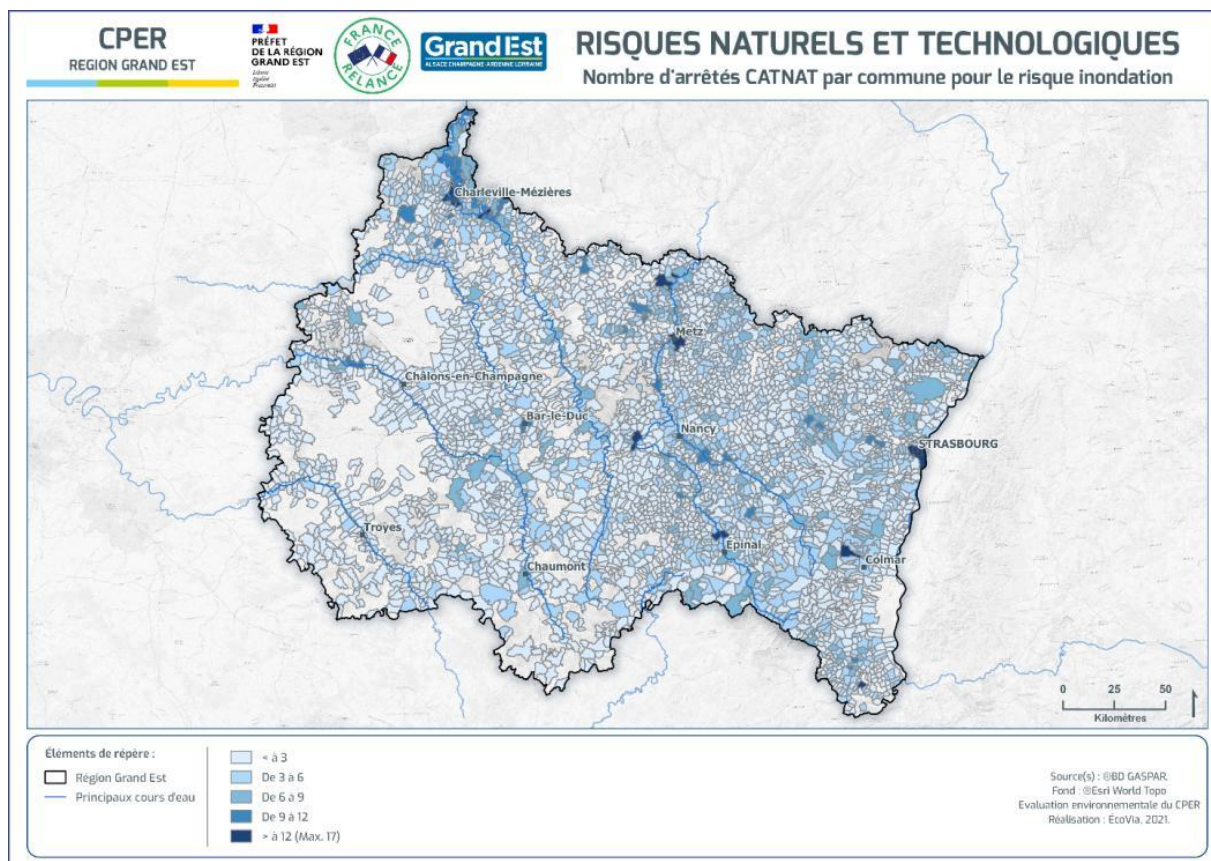 CPER
REGION GRAND EST
PRÉFET
DE LA RÉGION
GRAND EST
Liberté
Égalité
Fraternité
FRANCE
RELANCE
Grand Est
ALSACE CHAMPAGNE-ARDENNE LORRAINE
RISQUES NATURELS ET TECHNOLOGIQUES
Nombre d'arrêtés CATNAT par commune pour le risque inondation
Charleville-Mézières
Metz
Châlons-en-Champagne
Bar-le-Duc
Nancy
STRASBOURG
Troyes
Épinal
Colmar
Chaumont
0 25 50
Kilomètres
Éléments de répère :
Région Grand Est
Principaux cours d'eau
< à 3
De 3 à 6
De 6 à 9
De 9 à 12
> à 12 (Max. 17)
Source(s) : ©BD GASPAR.
Fond : ©Esri World Topo
Evaluation environnementale du CPER
Réalisation : ÉcoVia, 2021.